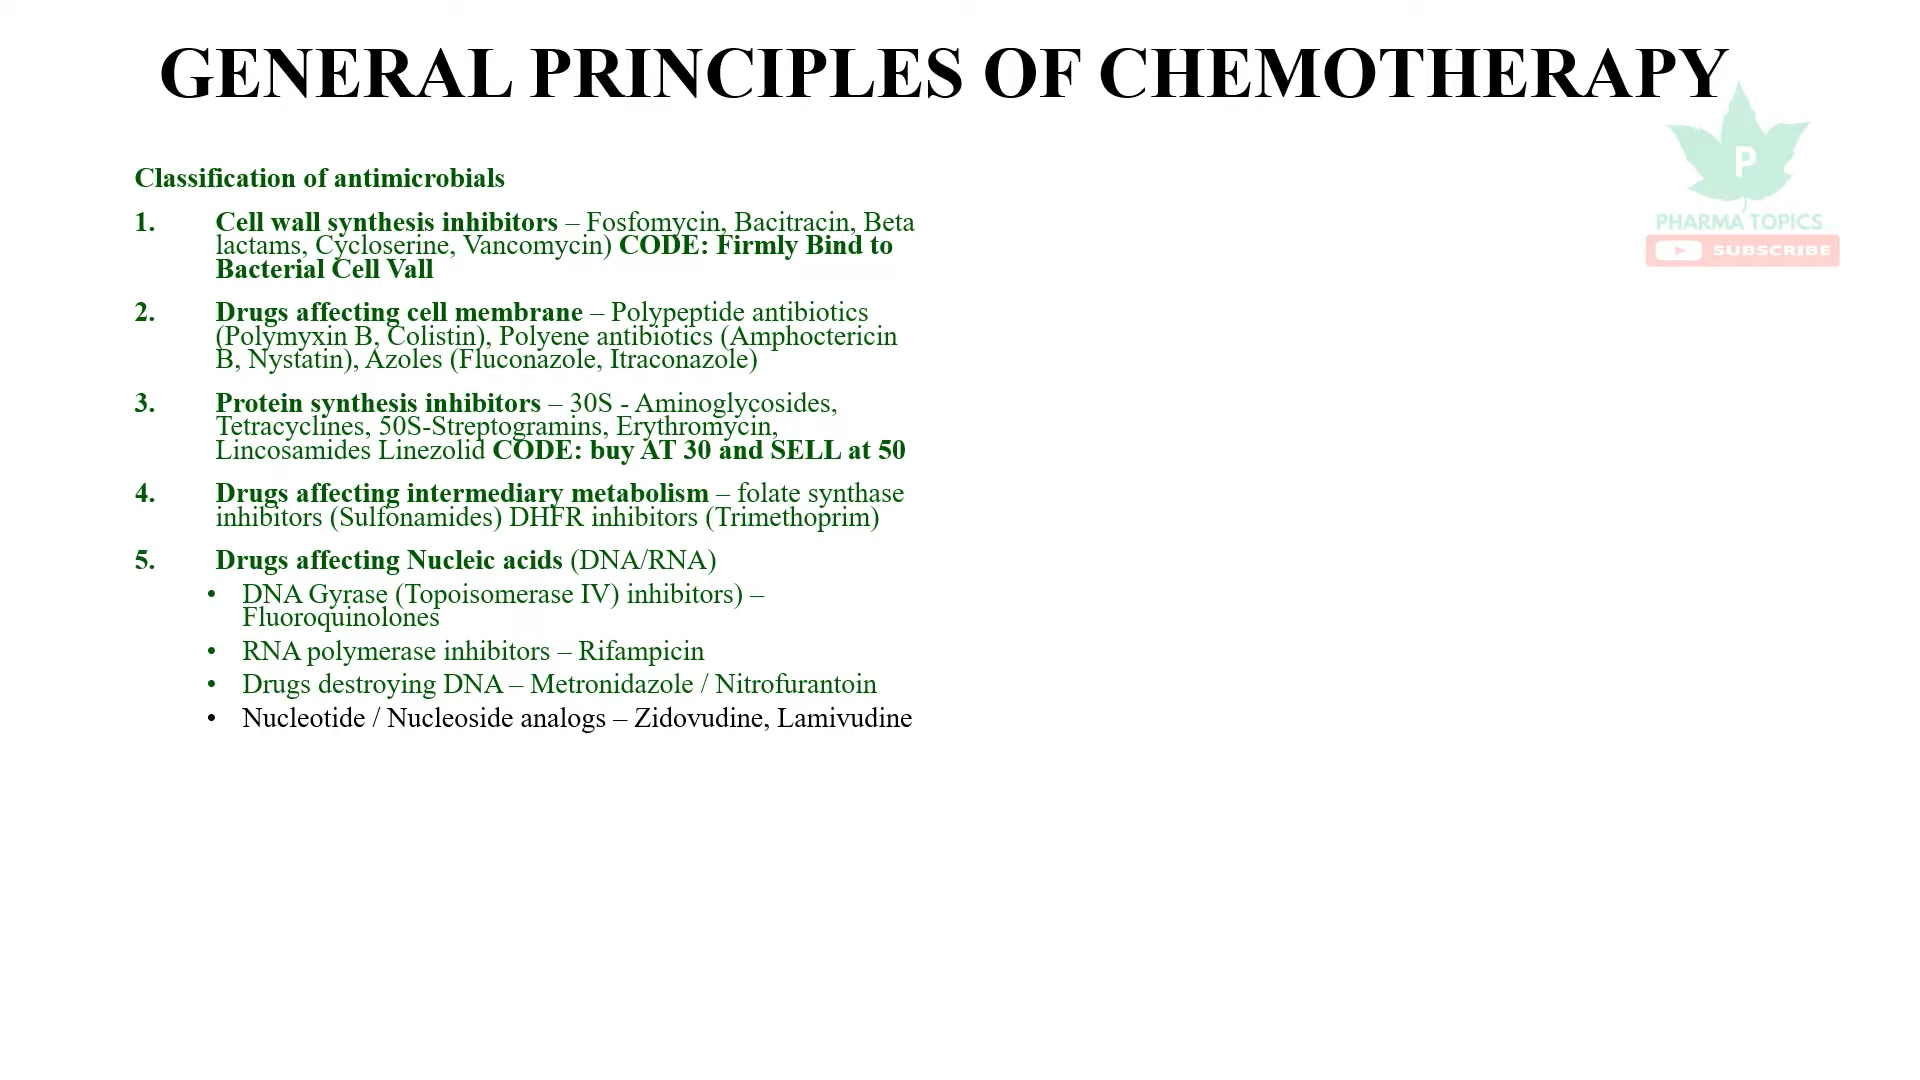 GENERAL PRINCIPLES OF CHEMOTHERAPY
P
PHARMA TOPICS
SUBSCRIBE
Classification of antimicrobials
1. Cell wall synthesis inhibitors – Fosfomycin, Bacitracin, Beta
lactams, Cycloserine, Vancomycin) CODE: Firmly Bind to
Bacterial Cell Vall
2. Drugs affecting cell membrane – Polypeptide antibiotics
(Polymyxin B, Colistin), Polyene antibiotics (Amphoctericin
B, Nystatin), Azoles (Fluconazole, Itraconazole)
3. Protein synthesis inhibitors – 30S - Aminoglycosides,
Tetracyclines, 50S-Streptogramins, Erythromycin,
Lincosamides Linezolid CODE: buy AT 30 and SELL at 50
4. Drugs affecting intermediary metabolism – folate synthase
inhibitors (Sulfonamides) DHFR inhibitors (Trimethoprim)
5. Drugs affecting Nucleic acids (DNA/RNA)
• DNA Gyrase (Topoisomerase IV) inhibitors) –
Fluoroquinolones
• RNA polymerase inhibitors – Rifampicin
• Drugs destroying DNA – Metronidazole / Nitrofurantoin
• Nucleotide / Nucleoside analogs – Zidovudine, Lamivudine